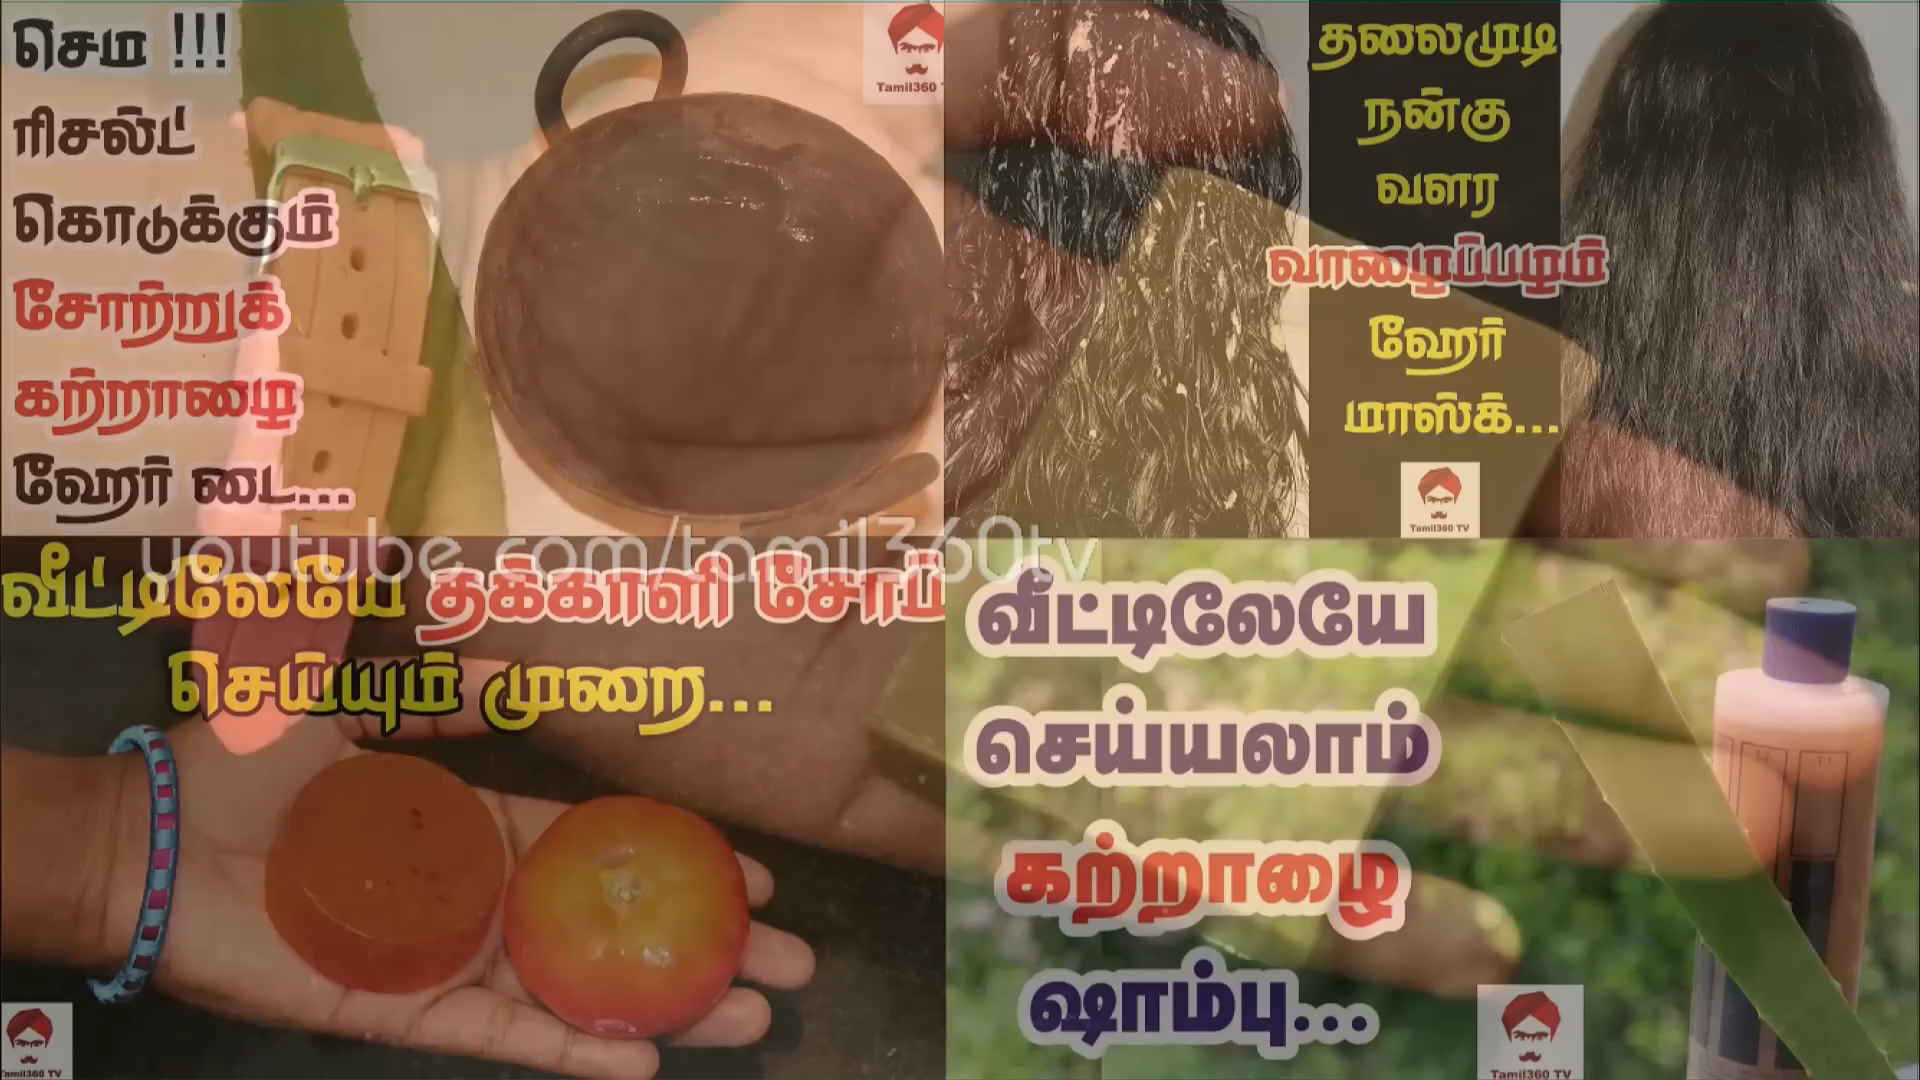 செம !!!
ரிசல்ட்
கொடுக்கும்
சோற்றுக்
கற்றாழை
ஹேர் டை...
Tamil360 T
தலைமுடி
நன்கு
வளர
வாழைப்பழம்
ஹேர்
மாஸ்க்...
Tamil360 TV
youtube.com/tamil360tv
வீட்டிலேயே தக்காளி சோம்
செய்யும் முறை...
Tamil360 TV
வீட்டிலேயே
செய்யலாம்
கற்றாழை
ஷாம்பு...
Tamil360 TV